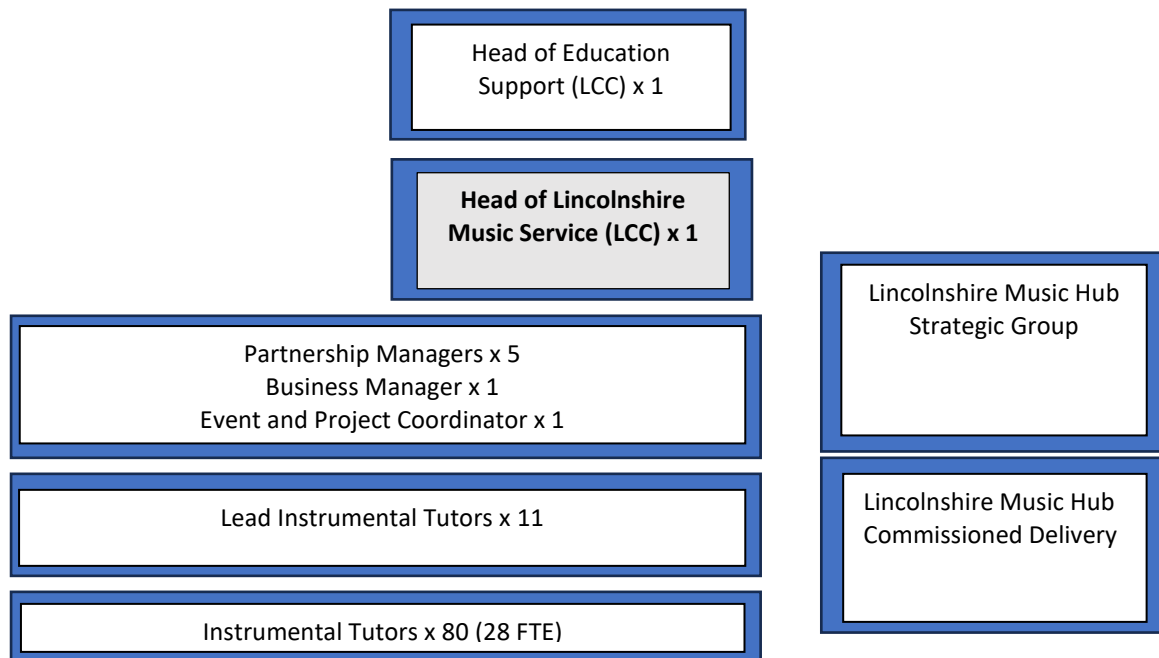 Head of Education
Support (LCC) x 1
Head of Lincolnshire
Music Service (LCC) x 1
Partnership Managers x 5
Business Manager x 1
Event and Project Coordinator x 1
Lead Instrumental Tutors x 11
Instrumental Tutors x 80 (28 FTE)
Lincolnshire Music Hub
Strategic Group
Lincolnshire Music Hub
Commissioned Delivery